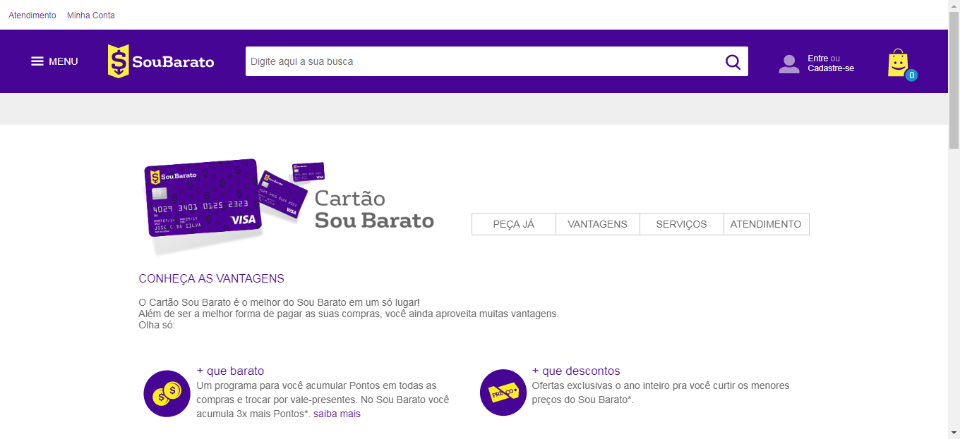 Atendimento Minha Conta
MENU
SouBarato
Digite aqui a sua busca
Entre ou
Cadastre-se
0
SouBarato
4029 3401 0125 2323
VISA
Cartão
Sou Barato
PEÇA JÁ VANTAGENS SERVIÇOS ATENDIMENTO
CONHEÇA AS VANTAGENS
O Cartão Sou Barato é o melhor do Sou Barato em um só lugar!
Além de ser a melhor forma de pagar as suas compras, você ainda aproveita muitas vantagens.
Olha só:
+ que barato
Um programa para você acumular Pontos em todas as
compras e trocar por vale-presentes. No Sou Barato você
acumula 3x mais Pontos*. saiba mais
PREÇO
+ que descontos
Ofertas exclusivas o ano inteiro pra você curtir os menores
preços do Sou Barato*.